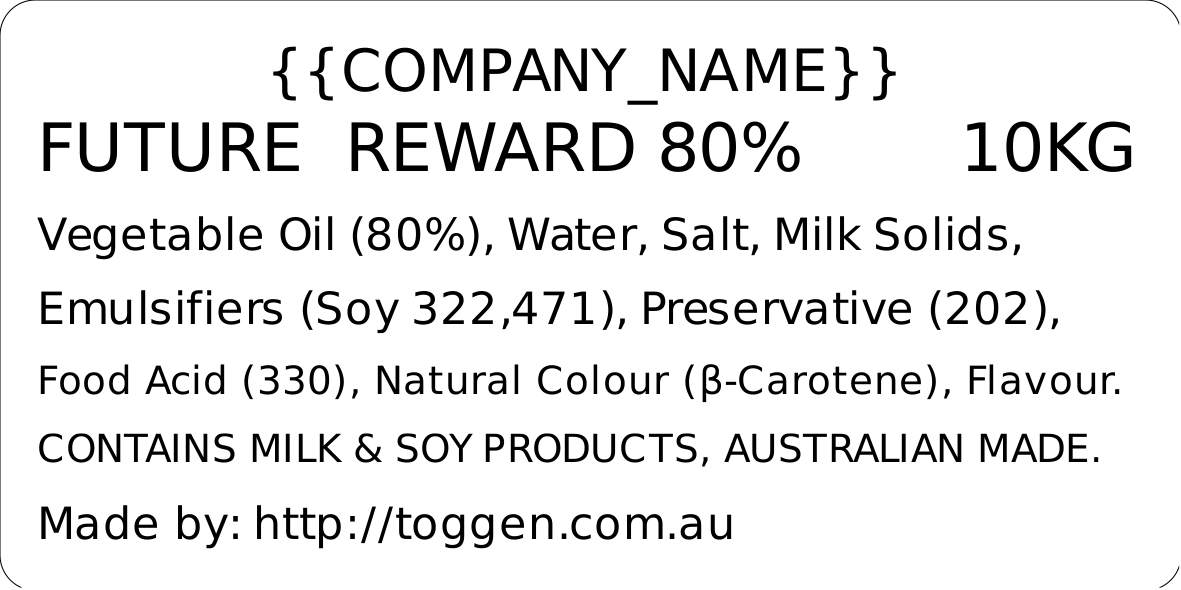 {{COMPANY_NAME}}
FUTURE  REWARD 80%        10KG
Vegetable Oil (80%), Water, Salt, Milk Solids,
Emulsifiers (Soy 322,471), Preservative (202),
Food Acid (330), Natural Colour (β-Carotene), Flavour.
CONTAINS MILK & SOY PRODUCTS, AUSTRALIAN MADE.
Made by: http://toggen.com.au